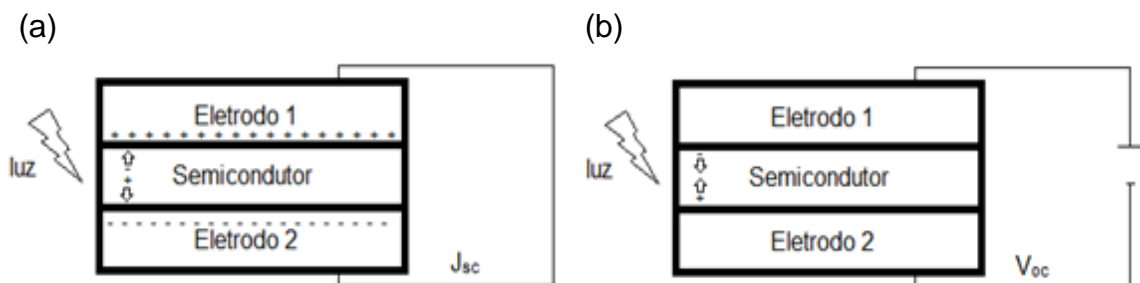 (a)
Eletrodo 1
+ + + + + + + + + + + + + + + +
luz
-
+
Semicondutor
- - - - - - - - - - - - - - - - - -
Eletrodo 2
Jsc
(b)
Eletrodo 1
luz
-
+
Semicondutor
Eletrodo 2
Voc